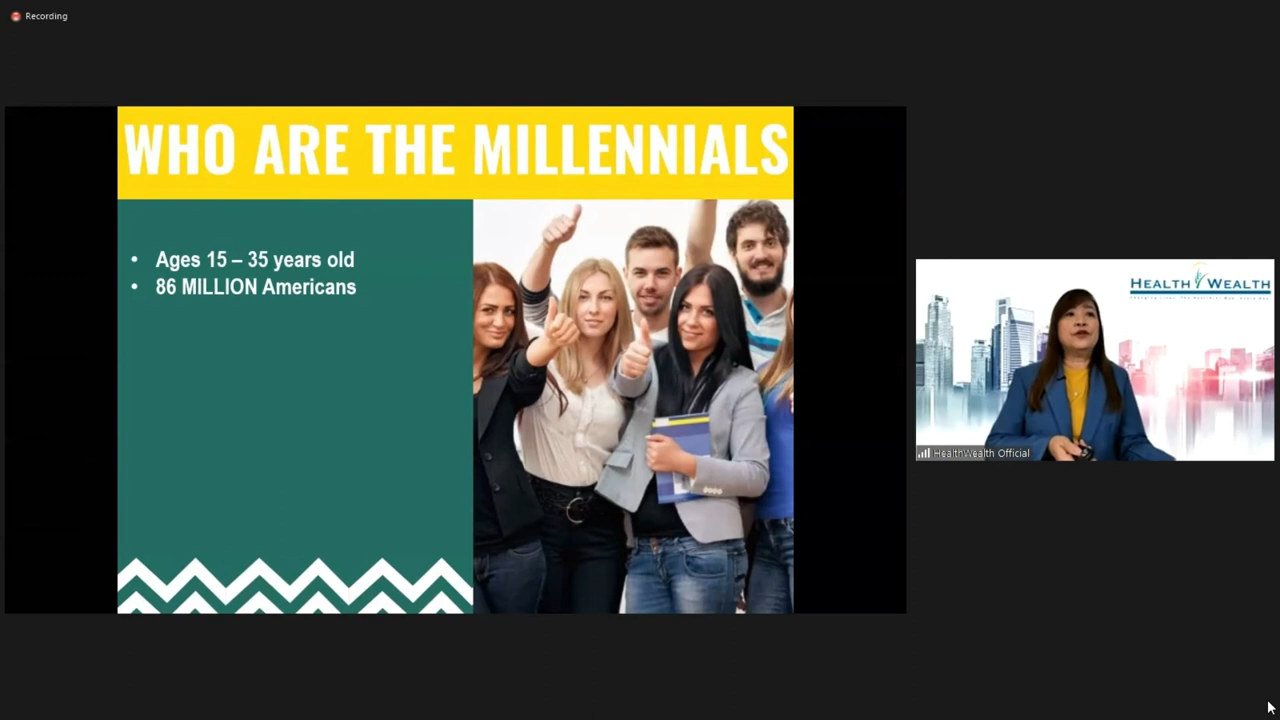 Recording
WHO ARE THE MILLENNIALS
• Ages 15 – 35 years old
• 86 MILLION Americans
HEALTH WEALTH
HealthWealth Official